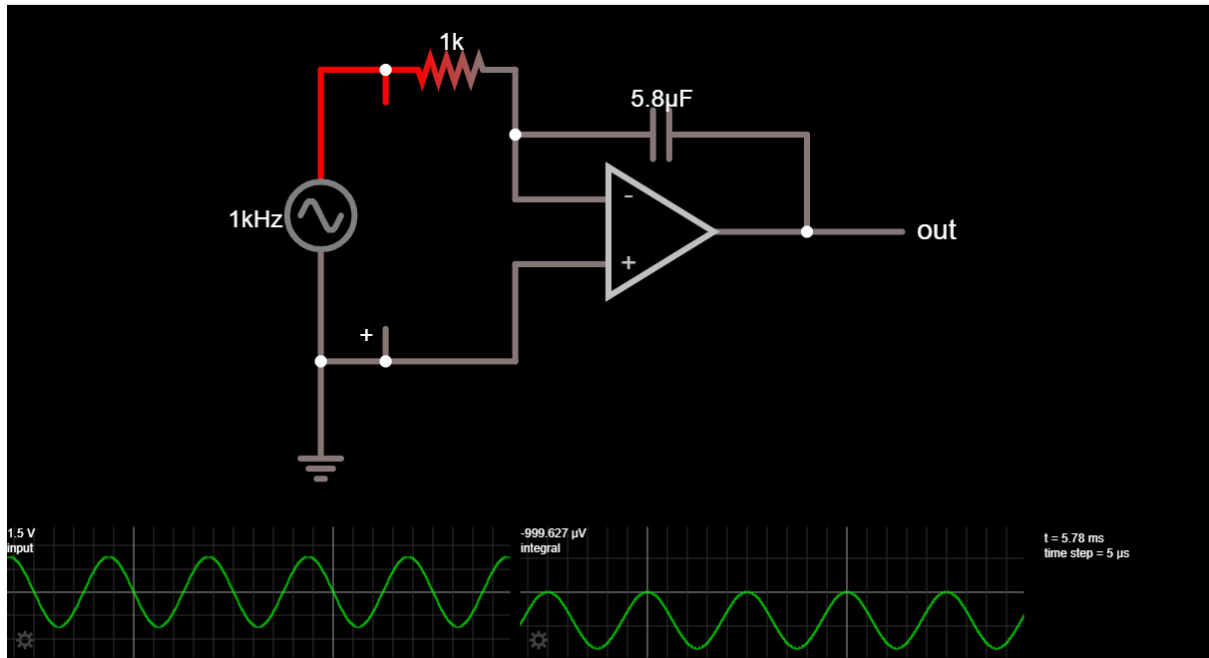 1k
5.8µF
-
1kHz
out
+
+
1.5 V
input
-999.627 µV
integral
t = 5.78 ms
time step = 5 µs